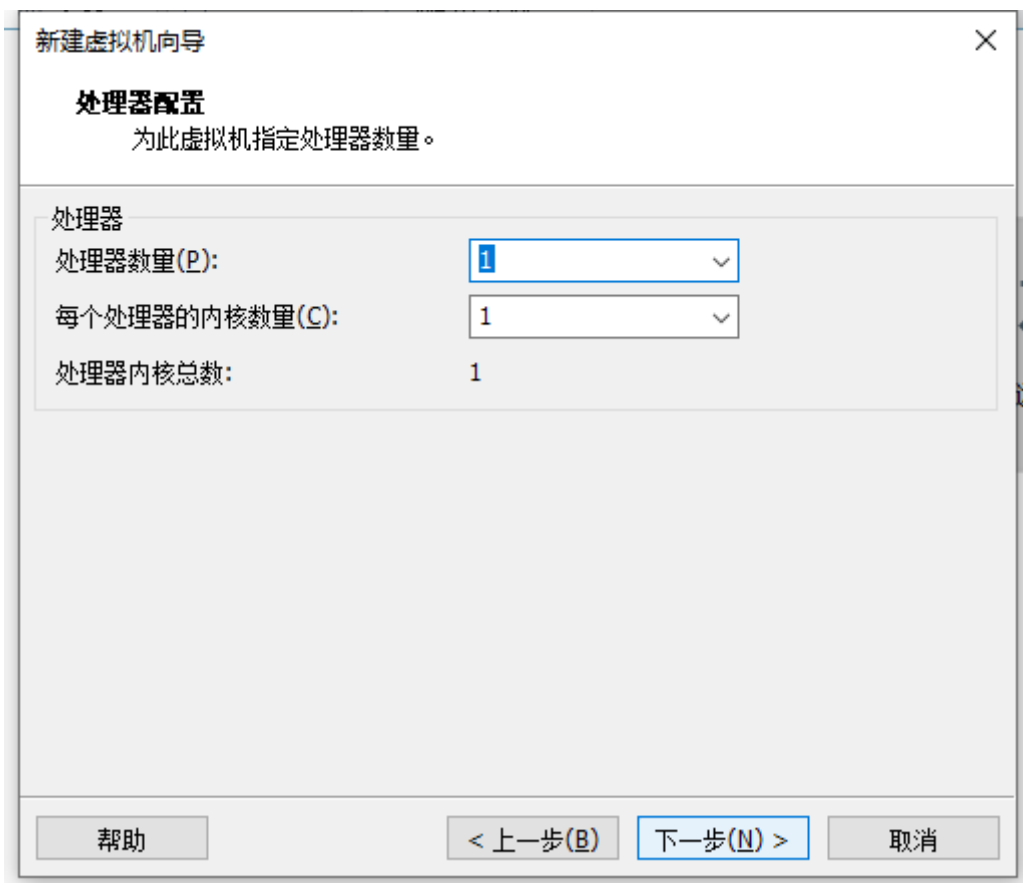 新建虚拟机向导
处理器配置
为此虚拟机指定处理器数量。
处理器
处理器数量(P):
1
每个处理器的内核数量(C):
1
处理器内核总数:
1
帮助
< 上一步(B)
下一步(N) >
取消